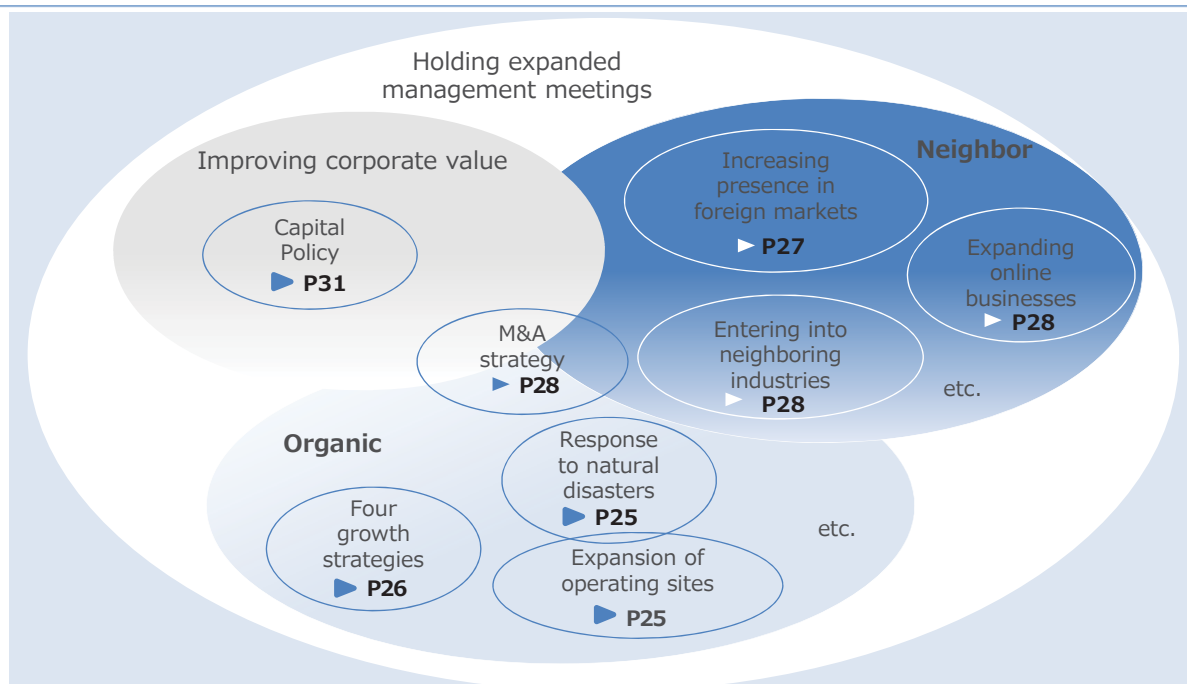 Holding expanded
management meetings
Improving corporate value
Capital
Policy
P31
Neighbor
Increasing
presence in
foreign markets
P27
Expanding
online
businesses
P28
M&A
strategy
P28
Entering into
neighboring
industries
P28
etc.
Organic
Response
to natural
disasters
P25
Four
growth
strategies
P26
Expansion of
operating sites
P25
etc.